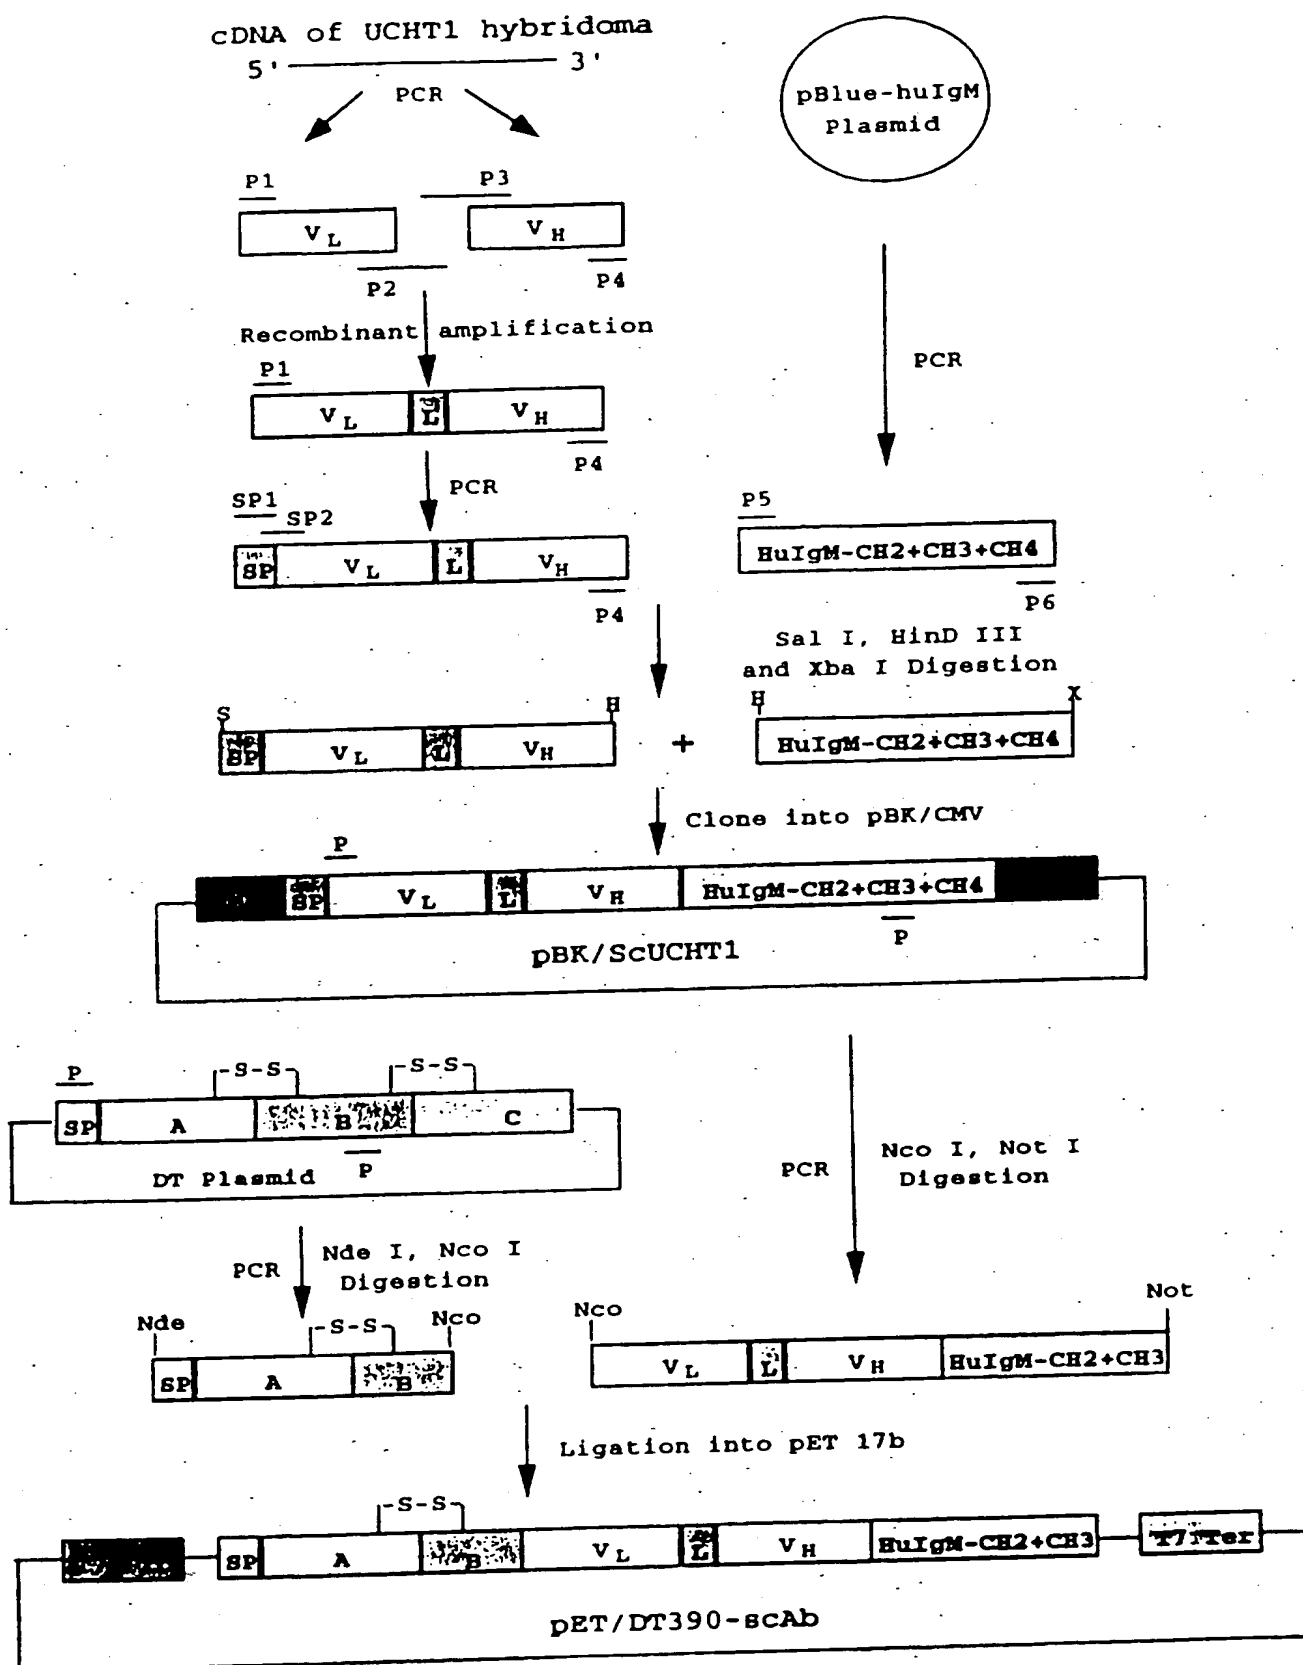 cDNA of UCHT1 hybridoma
5' 3'
PCR
pBlue-huIgM
Plasmid
P1
P3
VL
VH
P2
P4
Recombinant amplification
PCR
P1
VL
L
VH
P4
PCR
SP1
SP2
P5
SP
VL
L
VH
HuIgM-CH2+CH3+CH4
P4
P6
Sal I, HinD III
and Xba I Digestion
S
H
H
X
SP
VL
L
VH
+
HuIgM-CH2+CH3+CH4
Clone into pBK/CMV
P
SP
VL
L
VH
HuIgM-CH2+CH3+CH4
P
pBK/ScUCHT1
P
-S-S-
-S-S-
SP
A
B
C
DT Plasmid
P
PCR
Nco I, Not I
Digestion
PCR
Nde I, Nco I
Digestion
Nde
-S-S-
Nco
Nco
Not
SP
A
B
VL
L
VH
HuIgM-CH2+CH3
Ligation into pET 17b
-S-S-
SP
A
B
VL
L
VH
HuIgM-CH2+CH3
T7 Ter
pET/DT390-scAb